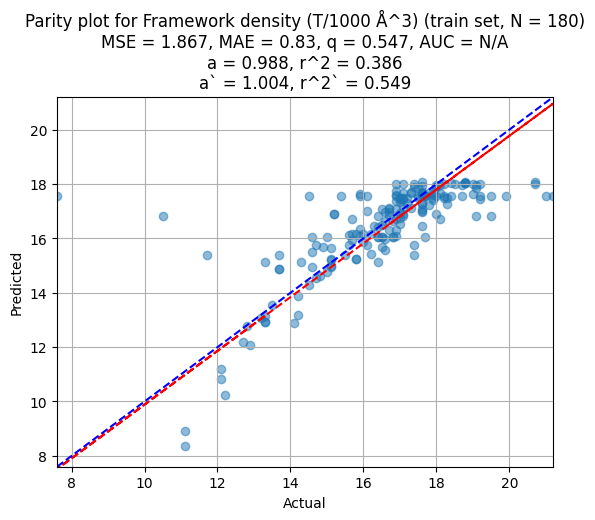 Parity plot for Framework density (T/1000 Å^3) (train set, N = 180)
MSE = 1.867, MAE = 0.83, q = 0.547, AUC = N/A
a = 0.988, r^2 = 0.386
a` = 1.004, r^2` = 0.549
20
18
16
14
12
10
8
Predicted
8 10 12 14 16 18 20
Actual